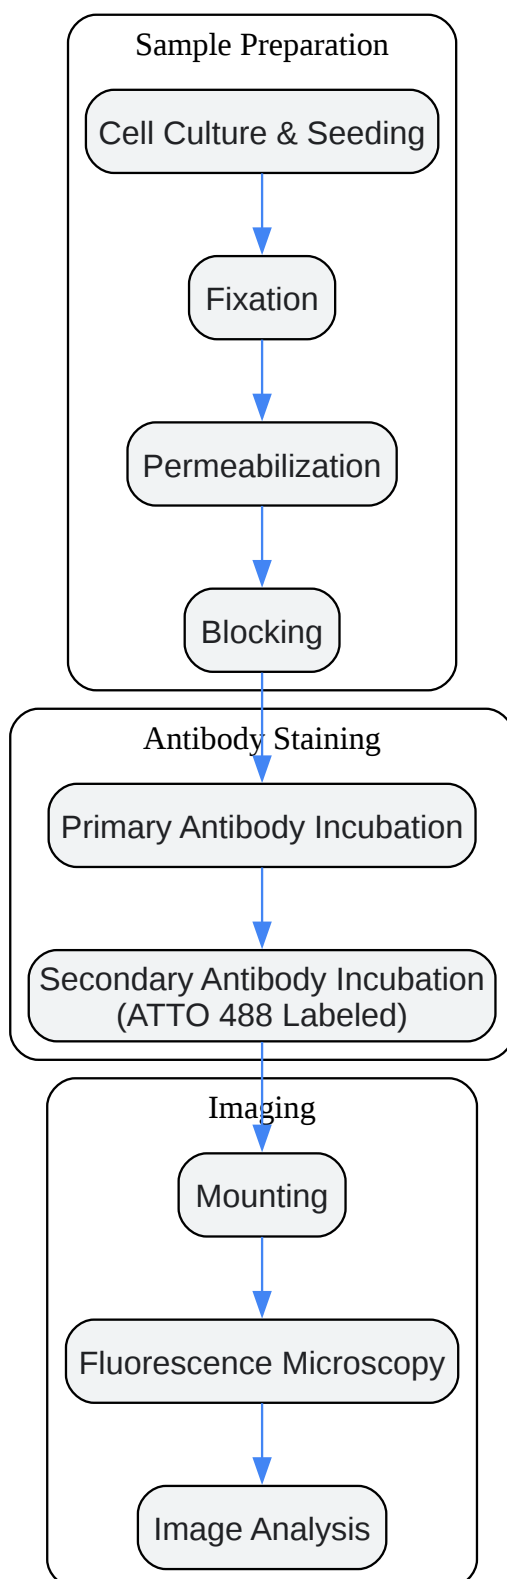 Sample Preparation
Cell Culture & Seeding
Fixation
Permeabilization
Blocking
Antibody Staining
Primary Antibody Incubation
Secondary Antibody Incubation
(ATTO 488 Labeled)
Imaging
Mounting
Fluorescence Microscopy
Image Analysis